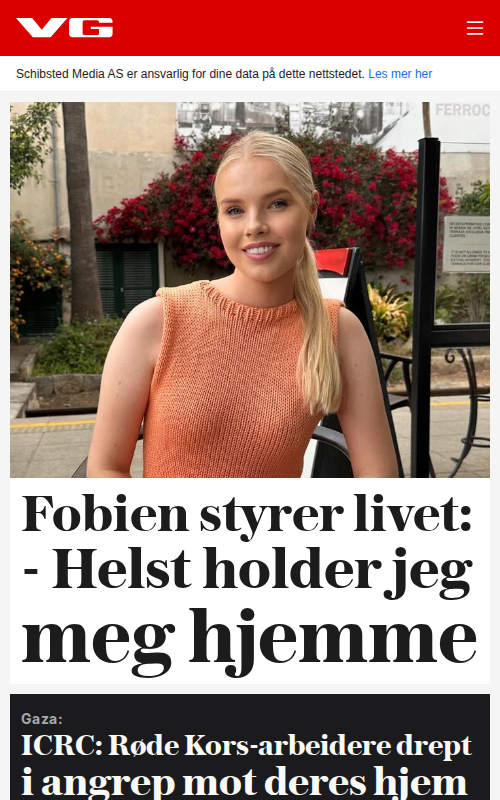 VG
Schibsted Media AS er ansvarlig for dine data på dette nettstedet. Les mer her
FERROC
Fobien styrer livet:
- Helst holder jeg
meg hjemme
Gaza:
ICRC: Røde Kors-arbeidere drept
i angrep mot deres hjem